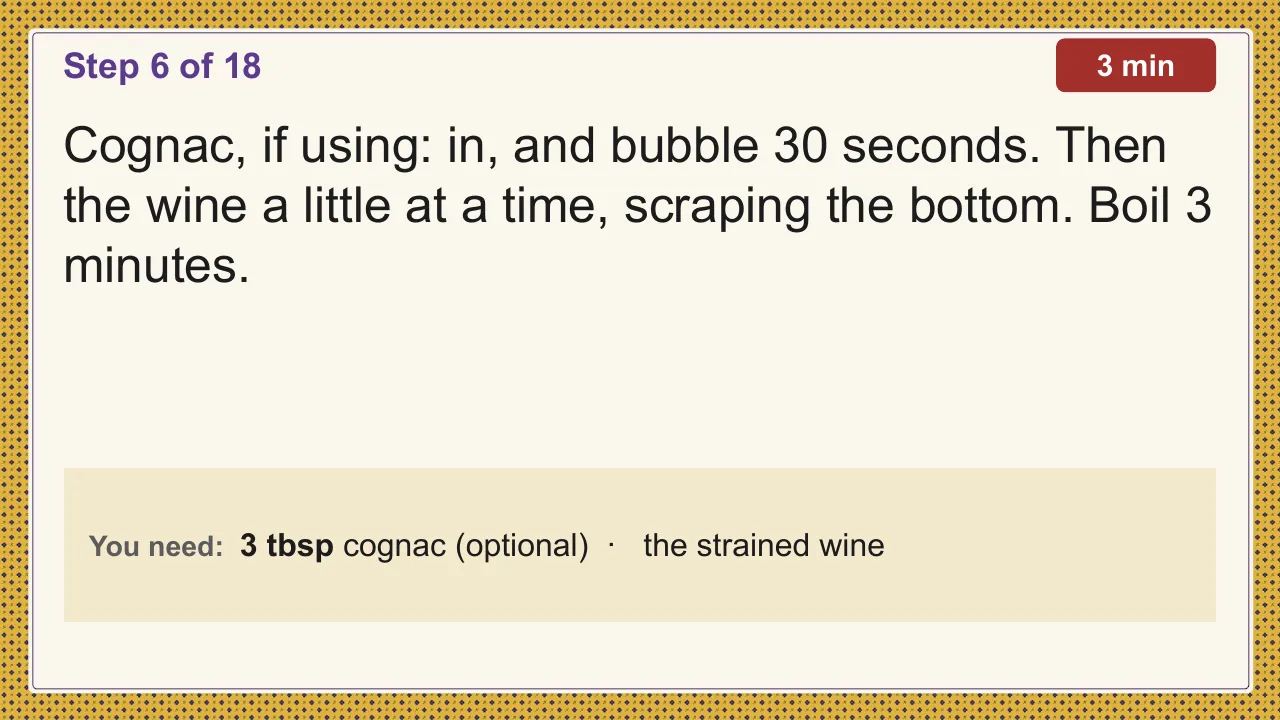 Step 6 of 18
3 min
Cognac, if using: in, and bubble 30 seconds. Then
the wine a little at a time, scraping the bottom. Boil 3
minutes.
You need: 3 tbsp cognac (optional) · the strained wine